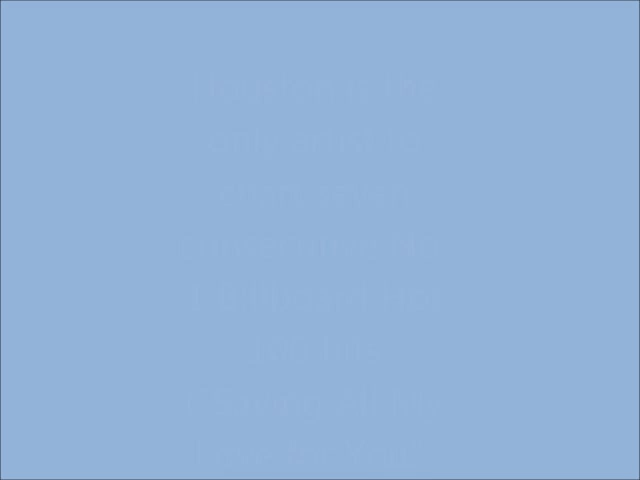 Houston is the
only artist to
chart seven
consecutive No.
1 Billboard Hot
100 hits
("Saving All My
Love for You",